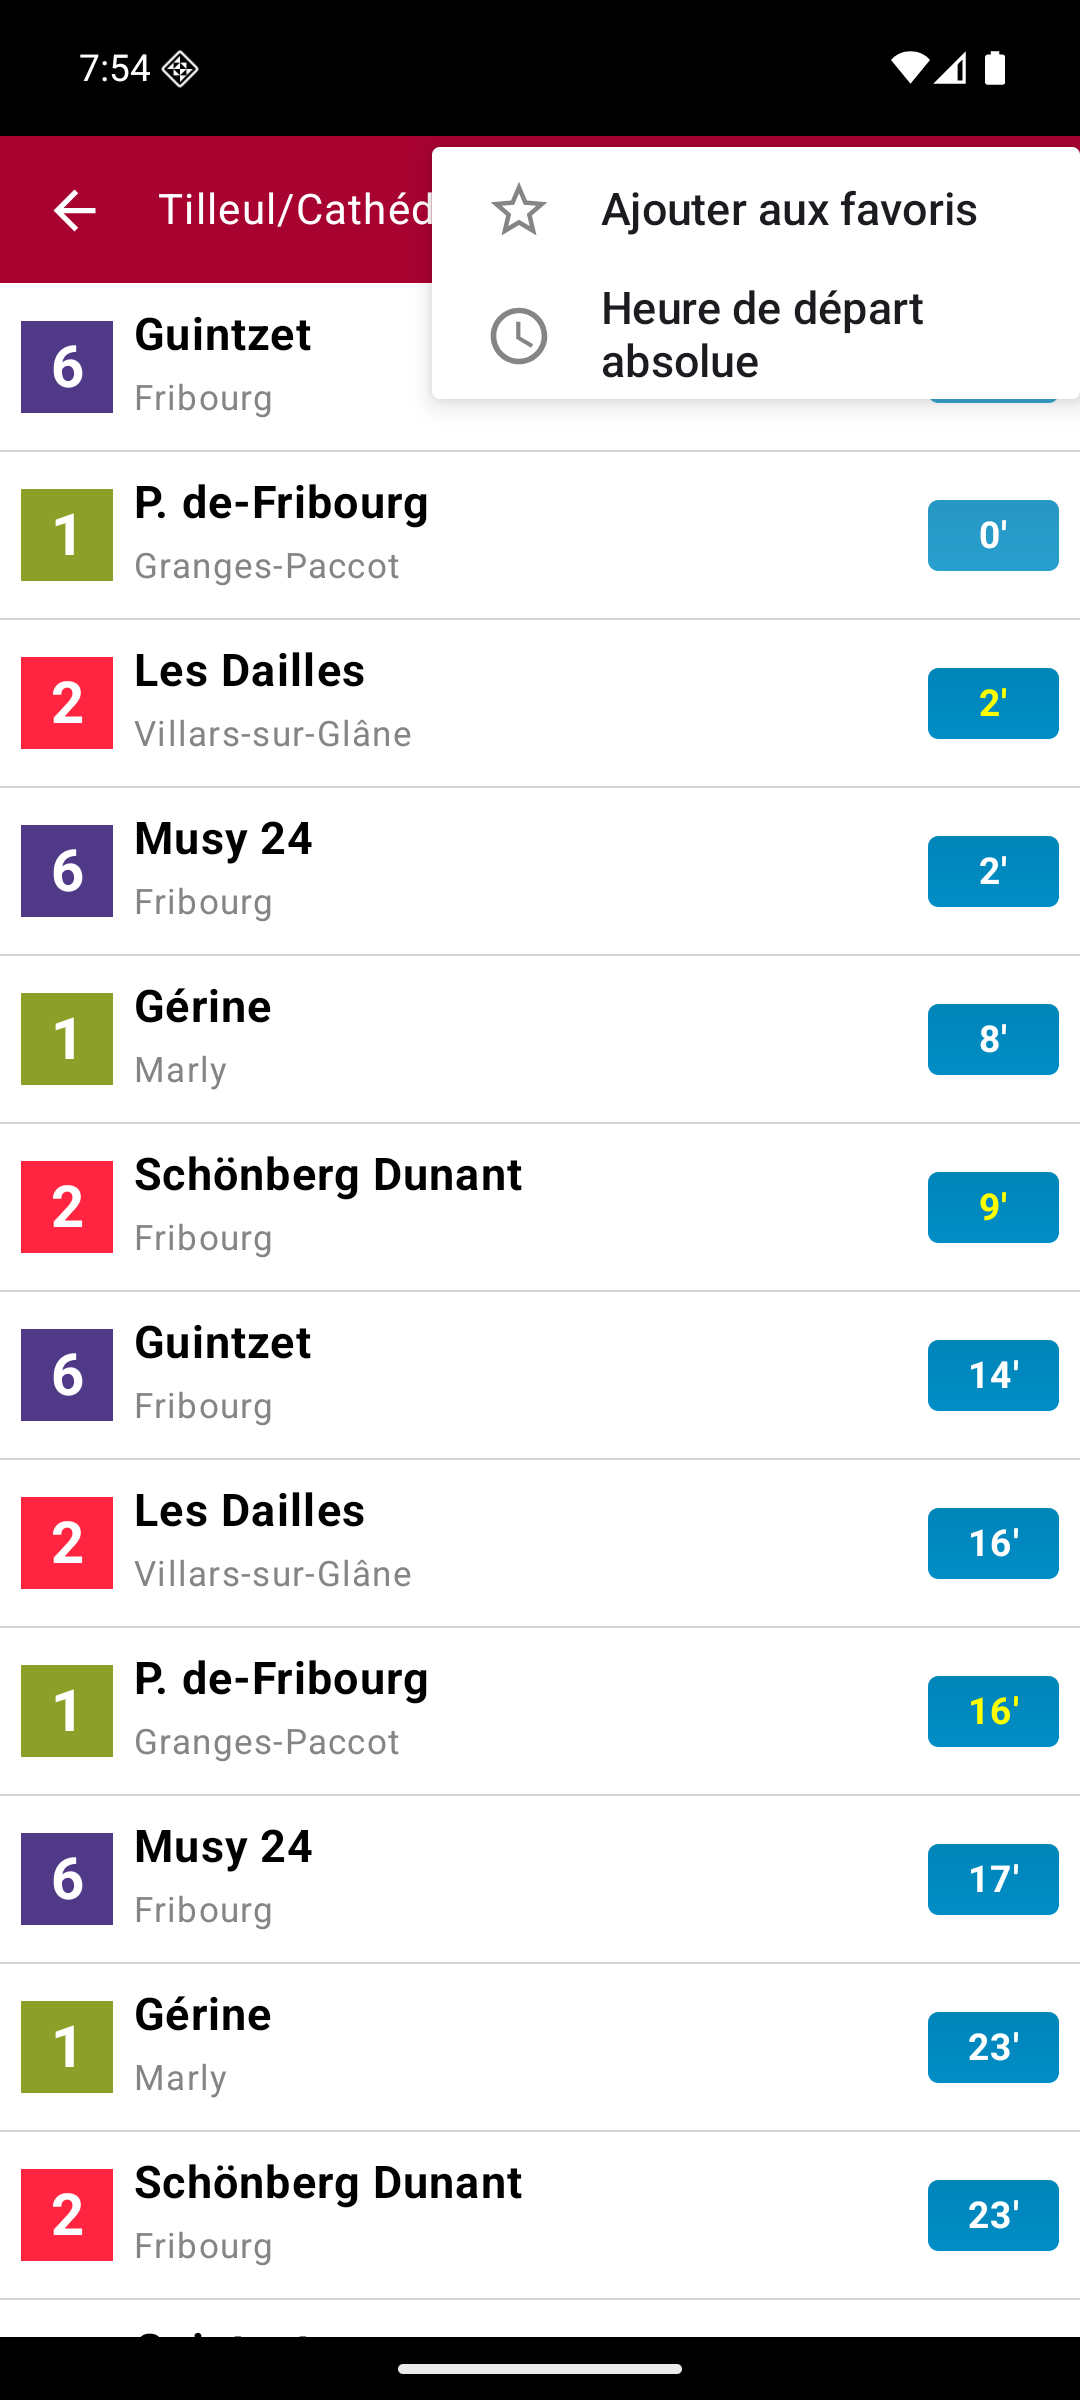 7:54
Tilleul/Cathéd
Ajouter aux favoris
Heure de départ
absolue
6
Guintzet
Fribourg
1
P. de-Fribourg
Granges-Paccot
0'
2
Les Dailles
Villars-sur-Glâne
2'
6
Musy 24
Fribourg
2'
1
Gérine
Marly
8'
2
Schönberg Dunant
Fribourg
9'
6
Guintzet
Fribourg
14'
2
Les Dailles
Villars-sur-Glâne
16'
1
P. de-Fribourg
Granges-Paccot
16'
6
Musy 24
Fribourg
17'
1
Gérine
Marly
23'
2
Schönberg Dunant
Fribourg
23'